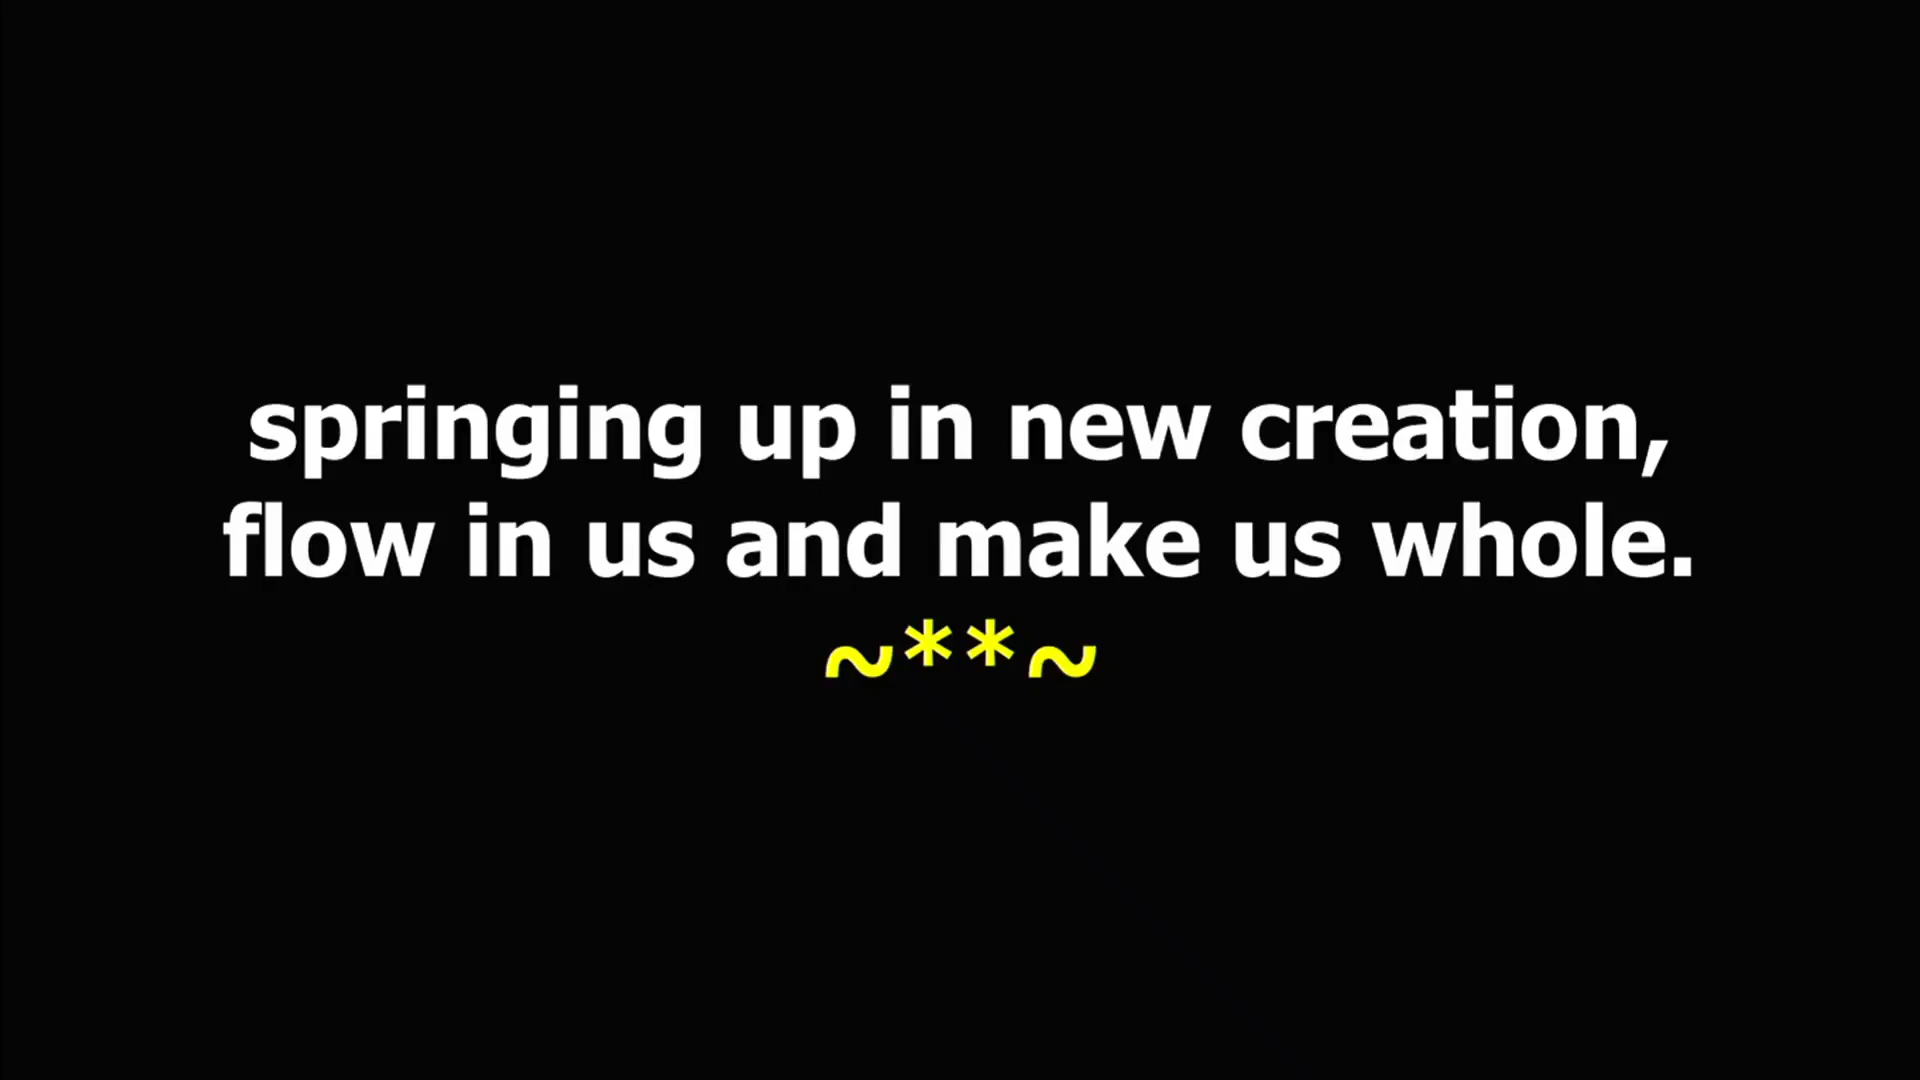 springing up in new creation,
flow in us and make us whole.
~**~